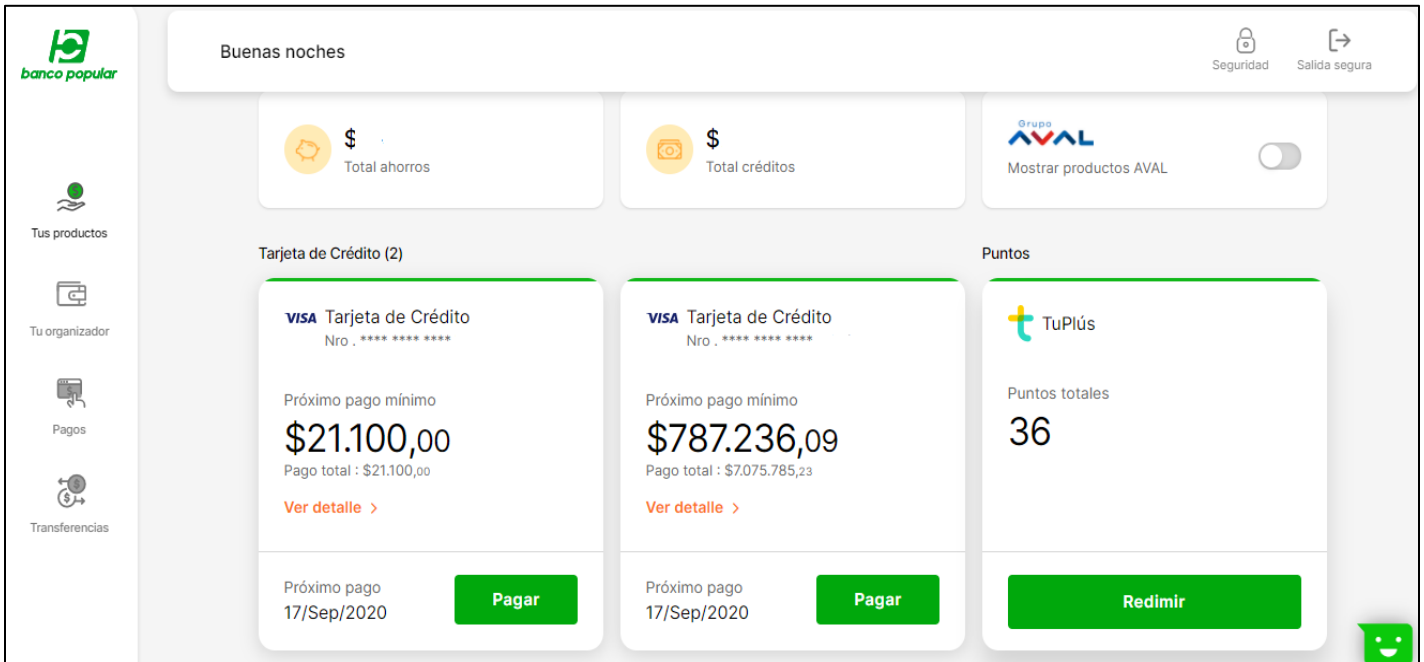 banco popular
Buenas noches
Seguridad
Salida segura
$
Total ahorros
$
Total créditos
Grupo
AVAL
Mostrar productos AVAL
Tus productos
Tu organizador
Pagos
Transferencias
Tarjeta de Crédito (2)
VISA Tarjeta de Crédito
Nro . **** **** ****
Próximo pago mínimo
$21.100,00
Pago total : $21.100,00
Ver detalle >
Próximo pago
17/Sep/2020
Pagar
VISA Tarjeta de Crédito
Nro . **** **** ****
Próximo pago mínimo
$787.236,09
Pago total : $7.075.785,23
Ver detalle >
Próximo pago
17/Sep/2020
Pagar
Puntos
TuPlús
Puntos totales
36
Redimir